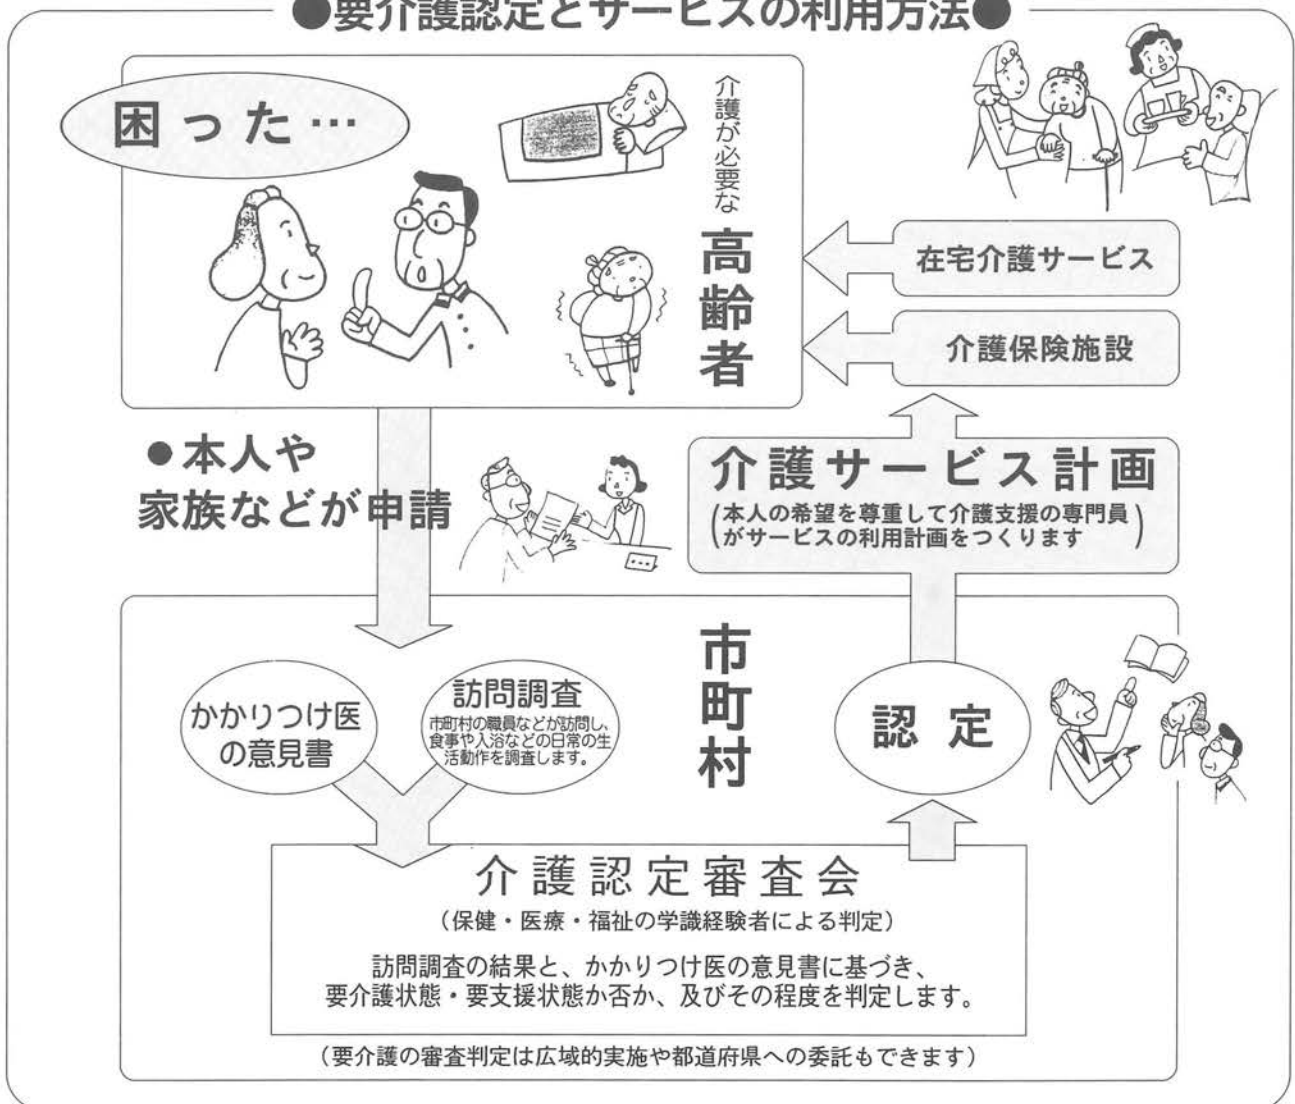 ●要介護認定とサービスの利用方法●
困った…
介護が必要な
高齢者
在宅介護サービス
介護保険施設
●本人や
家族などが申請
介護サービス計画
(本人の希望を尊重して介護支援の専門員
がサービスの利用計画をつくります)
市町村
かかりつけ医
の意見書
訪問調査
市町村の職員などが訪問し、
食事や入浴などの日常の生
活動作を調査します。
認定
介護認定審査会
(保健・医療・福祉の学識経験者による判定)
訪問調査の結果と、かかりつけ医の意見書に基づき、
要介護状態・要支援状態か否か、及びその程度を判定します。
(要介護の審査判定は広域的実施や都道府県への委託もできます)